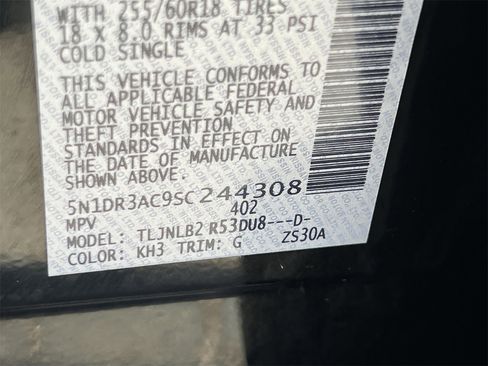 WITH 255/60R18 TIRES
18 X 8.0 RIMS AT 33 PSI
COLD SINGLE
THIS VEHICLE CONFORMS TO
ALL APPLICABLE FEDERAL
MOTOR VEHICLE SAFETY AND
THEFT PREVENTION
STANDARDS IN EFFECT ON
THE DATE OF MANUFACTURE
SHOWN ABOVE.
5N1DR3AC9SC244308
MPV 402
MODEL: TLJNLB2 R53DU8---D-
COLOR: KH3 TRIM: G ZS30A